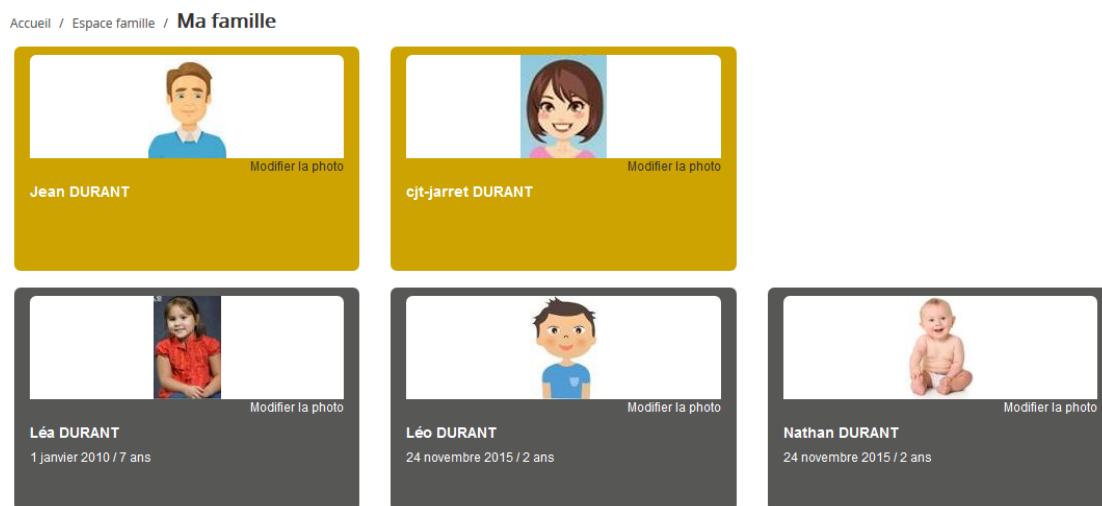 Accueil / Espace famille / Ma famille
Modifier la photo
Jean DURANT
Modifier la photo
cjt-jarret DURANT
Modifier la photo
Léa DURANT
1 janvier 2010 / 7 ans
Modifier la photo
Léo DURANT
24 novembre 2015 / 2 ans
Modifier la photo
Nathan DURANT
24 novembre 2015 / 2 ans